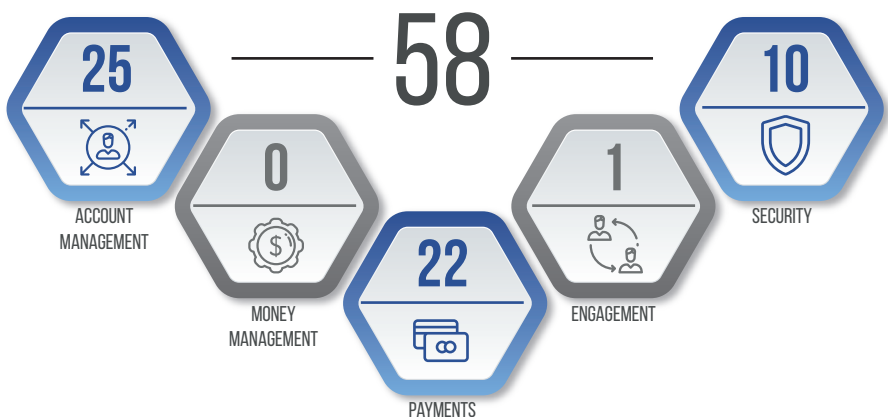 58
25
ACCOUNT
MANAGEMENT
0
$
MONEY
MANAGEMENT
22
PAYMENTS
1
ENGAGEMENT
10
SECURITY